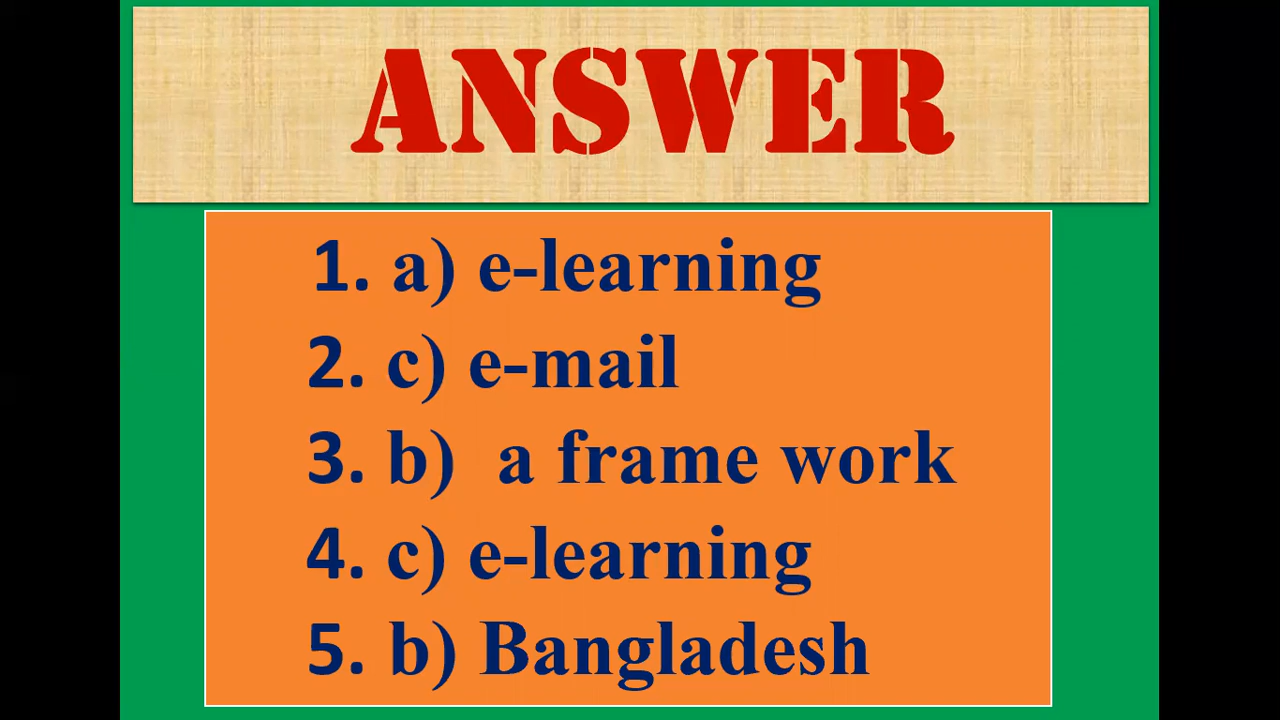 ANSWER
1. a) e-learning
2. c) e-mail
3. b) a frame work
4. c) e-learning
5. b) Bangladesh